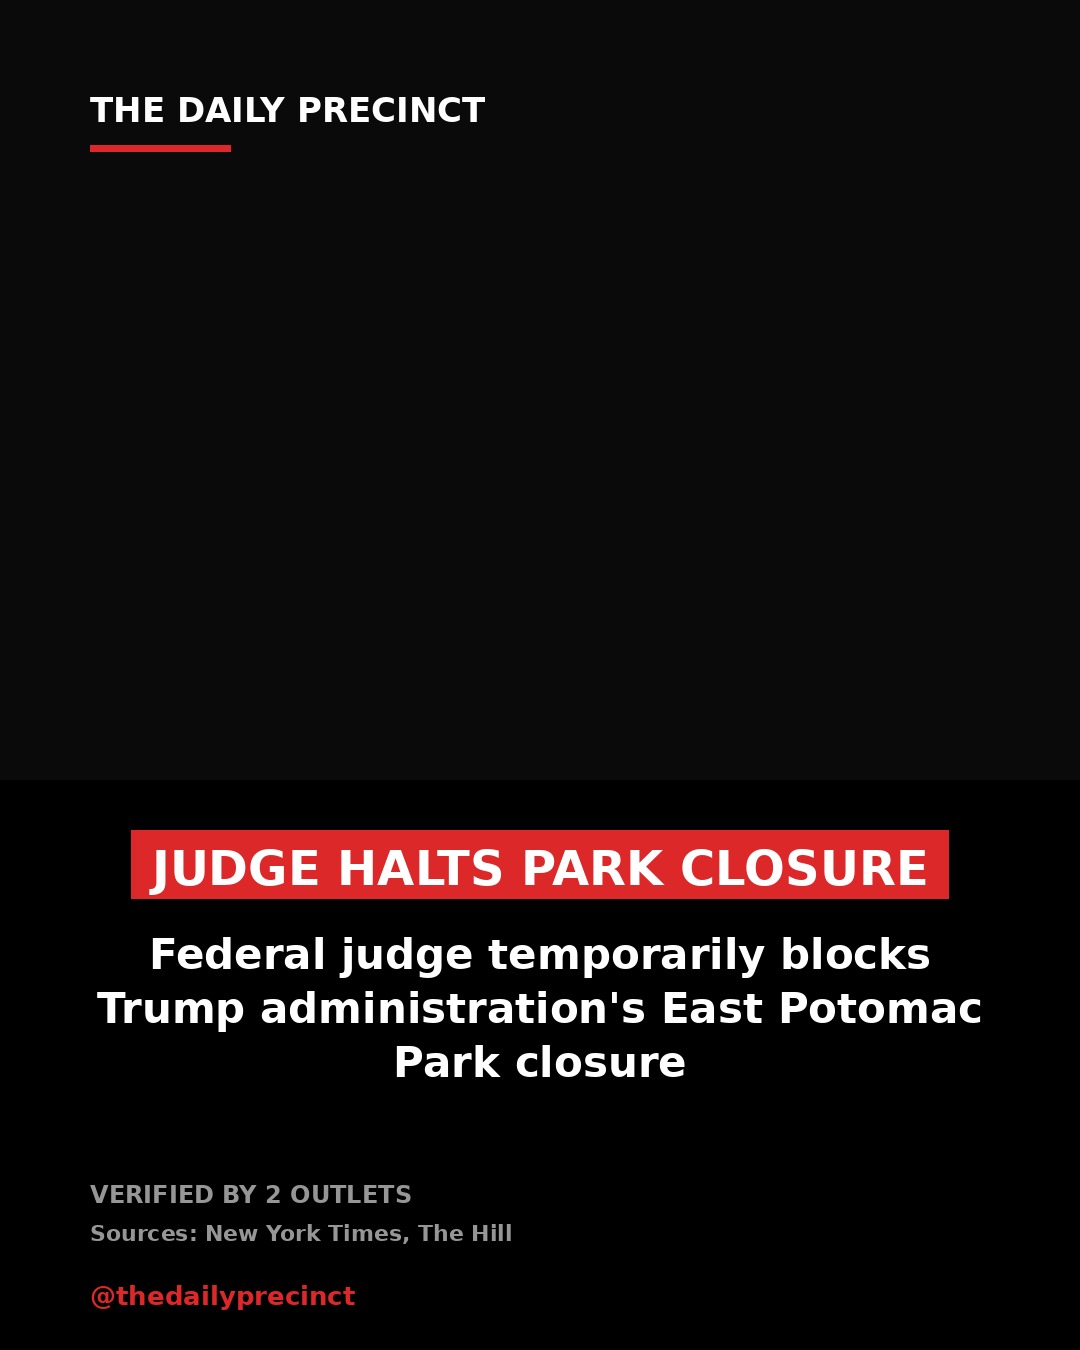 THE DAILY PRECINCT
JUDGE HALTS PARK CLOSURE
Federal judge temporarily blocks
Trump administration's East Potomac
Park closure
VERIFIED BY 2 OUTLETS
Sources: New York Times, The Hill
@thedailyprecinct